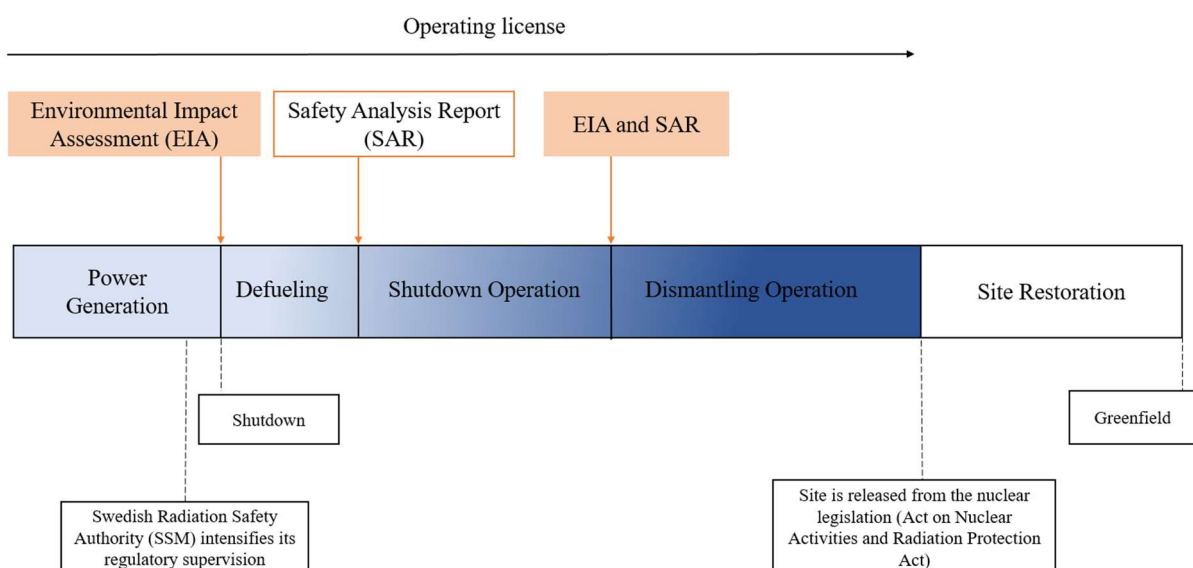 Operating license
Environmental Impact
Assessment (EIA)
Safety Analysis Report
(SAR)
EIA and SAR
Power
Generation
Defueling
Shutdown Operation
Dismantling Operation
Site Restoration
Shutdown
Greenfield
Swedish Radiation Safety
Authority (SSM) intensifies its
regulatory supervision
Site is released from the nuclear
legislation (Act on Nuclear
Activities and Radiation Protection
Act)